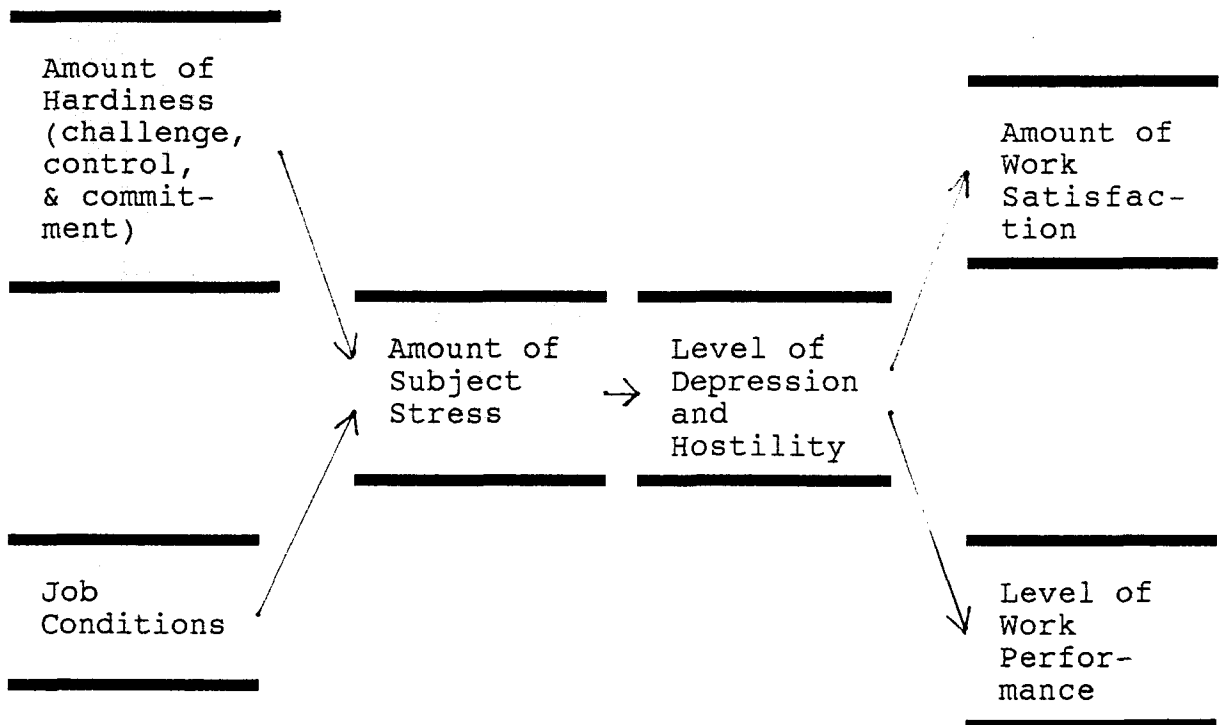 Amount of
Hardiness
(challenge,
control,
& commit-
ment)
Job
Conditions
Amount of
Subject
Stress
Level of
Depression
and
Hostility
Amount of
Work
Satisfac-
tion
Level of
Work
Perfor-
mance